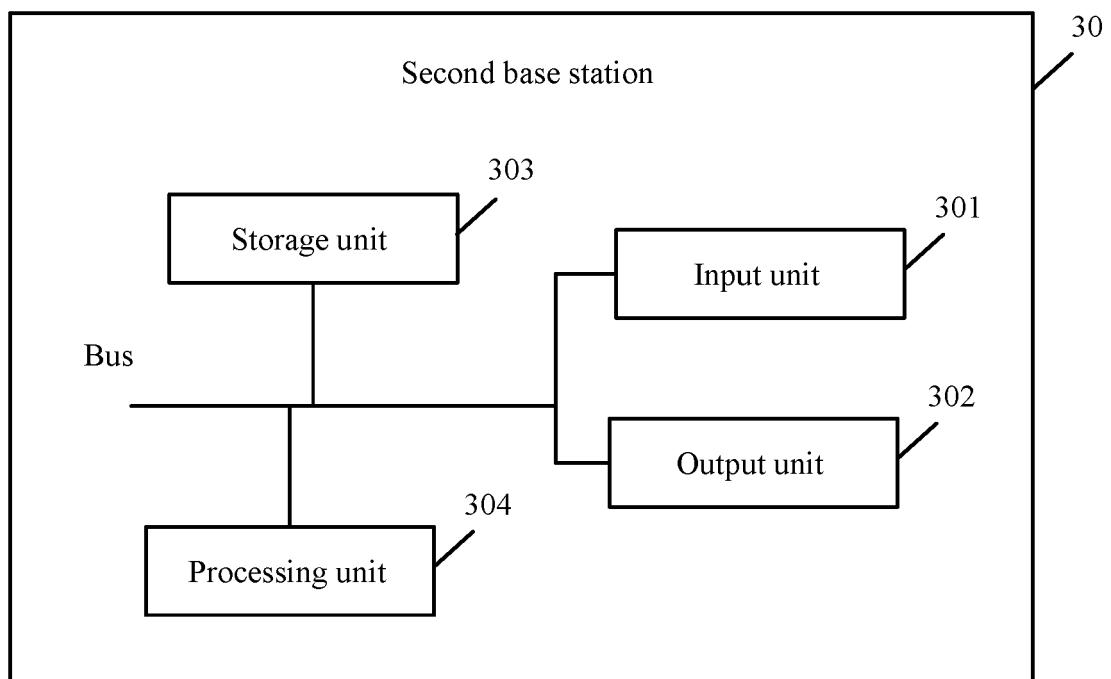 30
Second base station
303
Storage unit
301
Input unit
Bus
302
Output unit
304
Processing unit